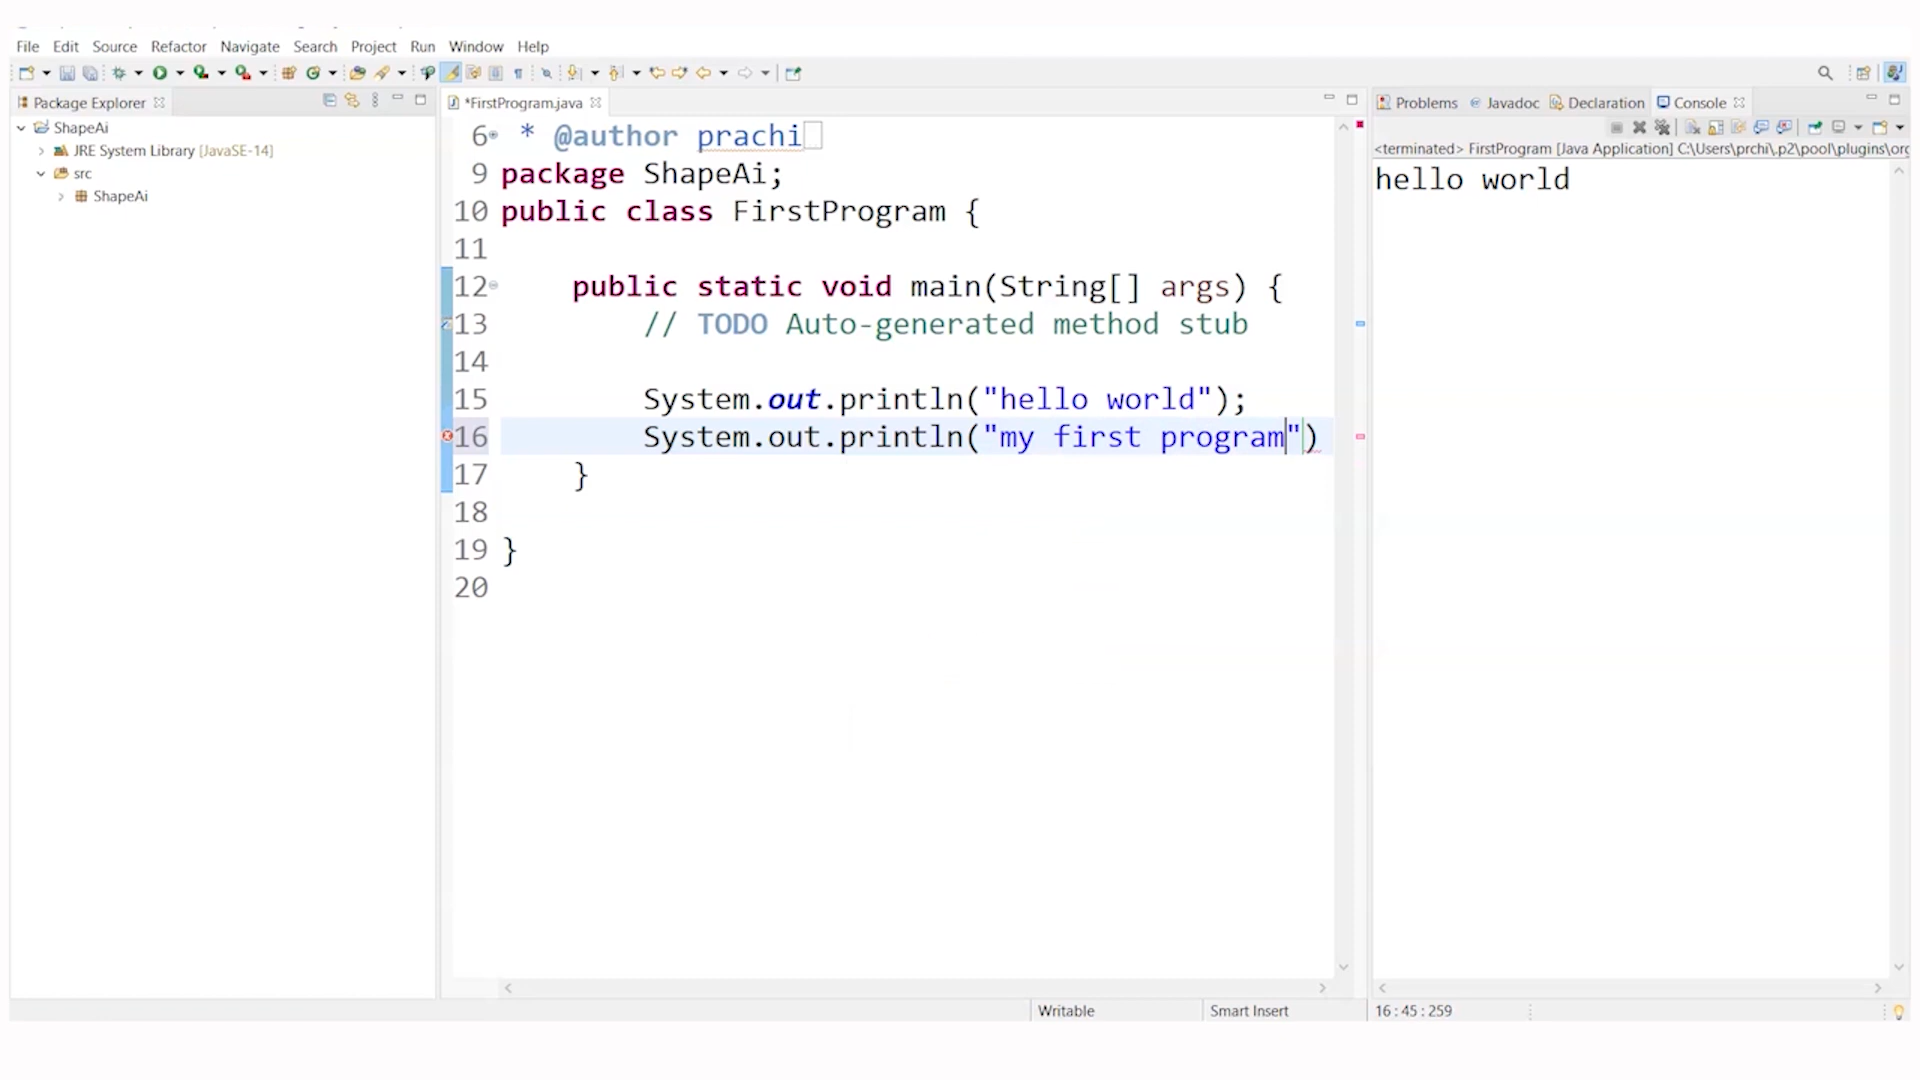 File Edit Source Refactor Navigate Search Project Run Window Help
Package Explorer
*FirstProgram.java
Problems Javadoc Declaration Console
ShapeAi
JRE System Library [JavaSE-14]
src
ShapeAi
6 * @author prachi
9 package ShapeAi;
10 public class FirstProgram {
11
12 public static void main(String[] args) {
13 // TODO Auto-generated method stub
14
15 System.out.println("hello world");
16 System.out.println("my first program")
17 }
18
19 }
20
<terminated> FirstProgram [Java Application] C:\Users\prchi\.p2\pool\plugins\org
hello world
Writable Smart Insert 16 : 45 : 259